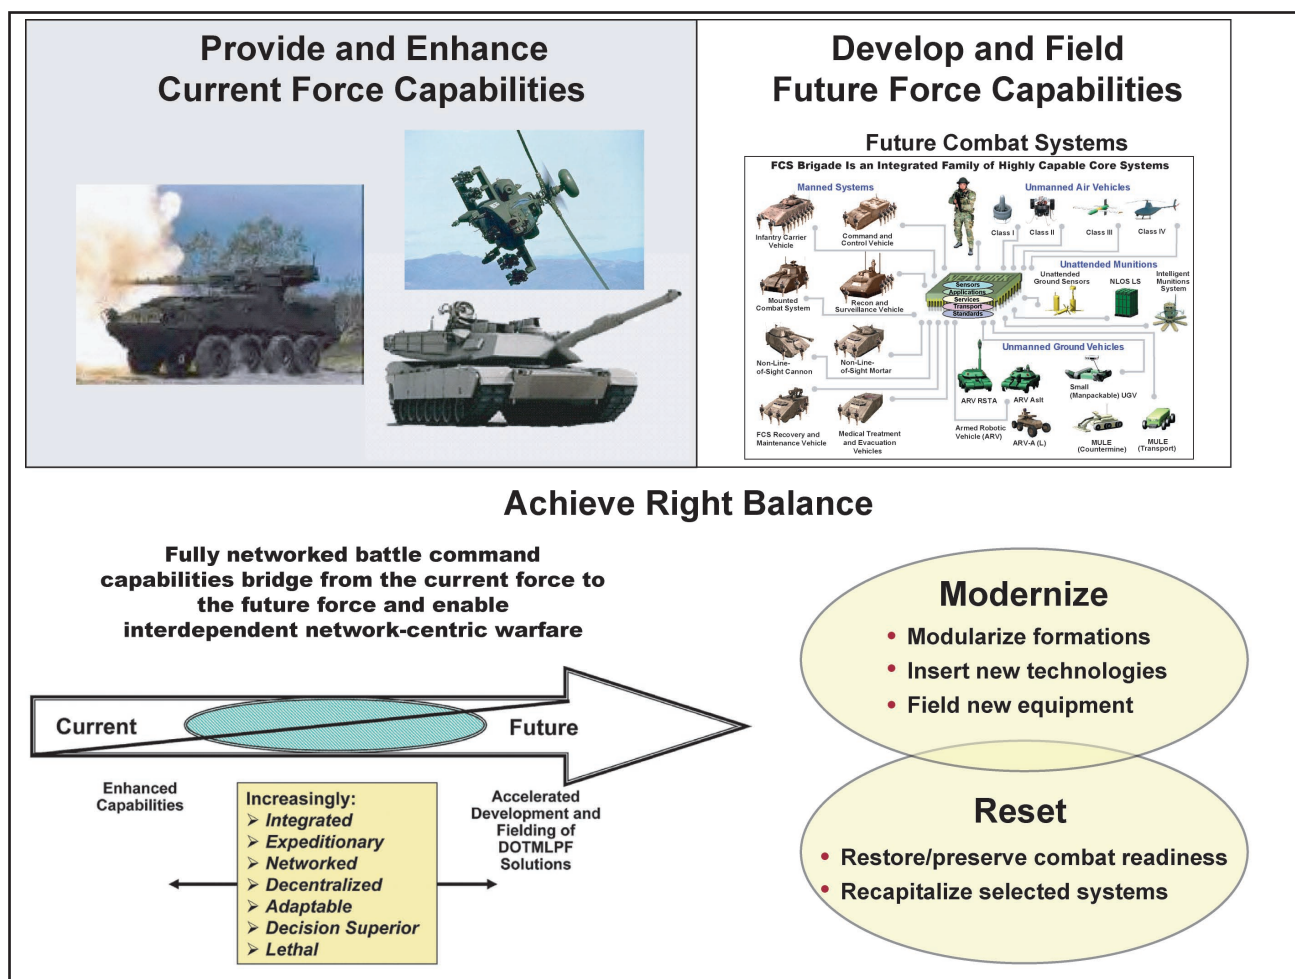 Provide and Enhance
Current Force Capabilities
Develop and Field
Future Force Capabilities
Future Combat Systems
FCS Brigade Is an Integrated Family of Highly Capable Core Systems
Manned Systems
Unmanned Air Vehicles
Infantry Carrier
Vehicle
Command and
Control Vehicle
Class I
Class II
Class III
Class IV
Unattended Munitions
NETWORK
Sensors
Applications
Services
Transport
Standards
Unattended
Ground Sensors
NLOS LS
Intelligent
Munitions
System
Mounted
Combat System
Recon and
Surveillance Vehicle
Unmanned Ground Vehicles
Non-Line-
of-Sight Cannon
Non-Line-
of-Sight Mortar
ARV RSTA
ARV Aslt
Small
(Manpackable) UGV
FCS Recovery and
Maintenance Vehicle
Medical Treatment
and Evacuation
Vehicles
Armed Robotic
Vehicle (ARV)
ARV-A (L)
MULE
(Countermine)
MULE
(Transport)
Achieve Right Balance
Fully networked battle command
capabilities bridge from the current force to
the future force and enable
interdependent network-centric warfare
Current
Future
Enhanced
Capabilities
Increasingly:
➢ Integrated
➢ Expeditionary
➢ Networked
➢ Decentralized
➢ Adaptable
➢ Decision Superior
➢ Lethal
Accelerated
Development and
Fielding of
DOTMLPF
Solutions
Modernize
• Modularize formations
• Insert new technologies
• Field new equipment
Reset
• Restore/preserve combat readiness
• Recapitalize selected systems